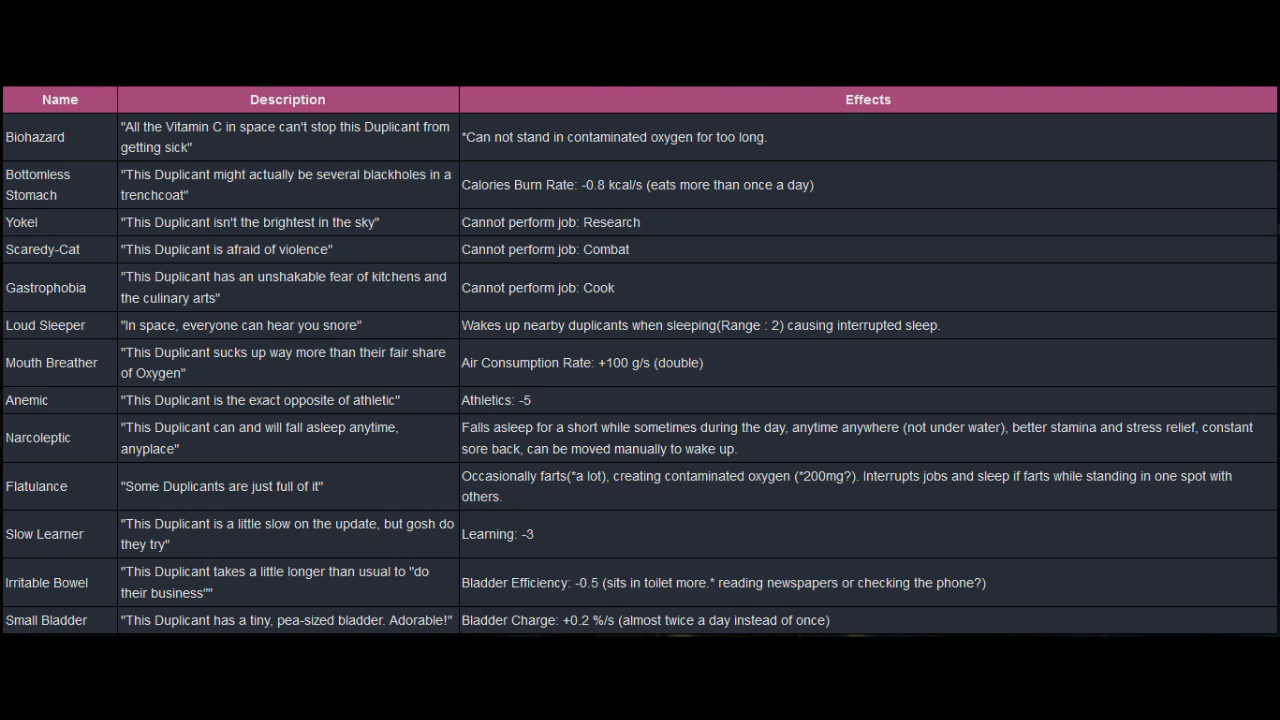 Name Description Effects
Biohazard "All the Vitamin C in space can't stop this Duplicant from
getting sick" *Can not stand in contaminated oxygen for too long.
Bottomless
Stomach "This Duplicant might actually be several blackholes in a
trenchcoat" Calories Burn Rate: -0.8 kcal/s (eats more than once a day)
Yokel "This Duplicant isn't the brightest in the sky" Cannot perform job: Research
Scaredy-Cat "This Duplicant is afraid of violence" Cannot perform job: Combat
Gastrophobia "This Duplicant has an unshakable fear of kitchens and
the culinary arts" Cannot perform job: Cook
Loud Sleeper "In space, everyone can hear you snore" Wakes up nearby duplicants when sleeping(Range : 2) causing interrupted sleep.
Mouth Breather "This Duplicant sucks up way more than their fair share
of Oxygen" Air Consumption Rate: +100 g/s (double)
Anemic "This Duplicant is the exact opposite of athletic" Athletics: -5
Narcoleptic "This Duplicant can and will fall asleep anytime,
anyplace" Falls asleep for a short while sometimes during the day, anytime anywhere (not under water), better stamina and stress relief, constant
sore back, can be moved manually to wake up.
Flatulance "Some Duplicants are just full of it" Occasionally farts(*a lot), creating contaminated oxygen (*200mg?). Interrupts jobs and sleep if farts while standing in one spot with
others.
Slow Learner "This Duplicant is a little slow on the update, but gosh do
they try" Learning: -3
Irritable Bowel "This Duplicant takes a little longer than usual to "do
their business"" Bladder Efficiency: -0.5 (sits in toilet more.* reading newspapers or checking the phone?)
Small Bladder "This Duplicant has a tiny, pea-sized bladder. Adorable!" Bladder Charge: +0.2 %/s (almost twice a day instead of once)